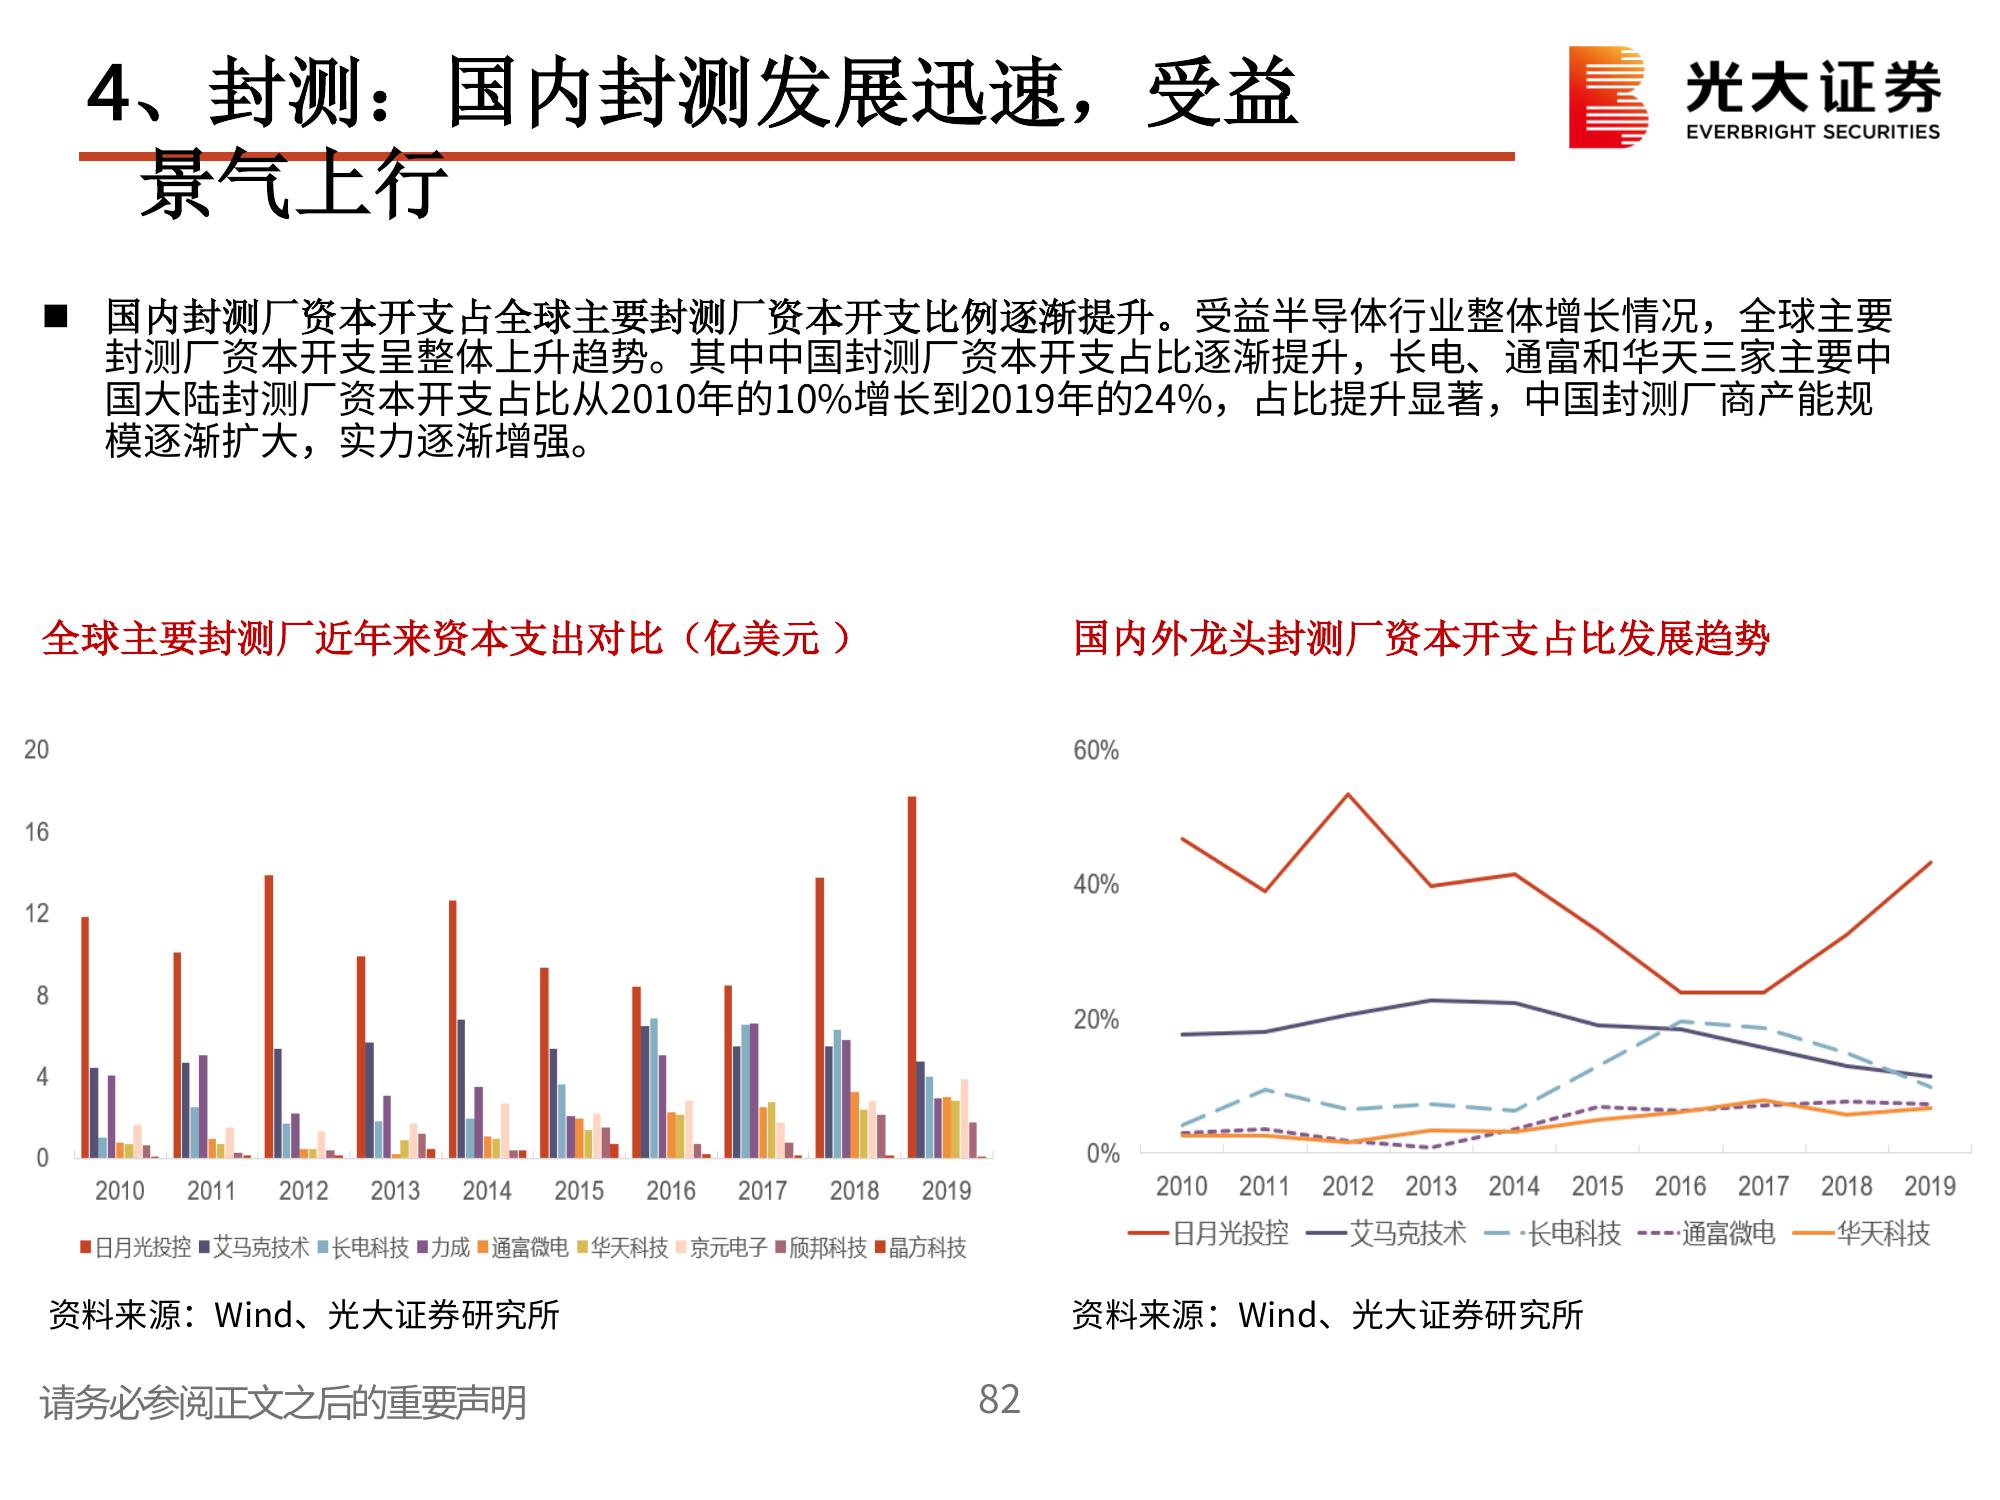 4、封测：国内封测发展迅速，受益
景气上行
光大证券
EVERBRIGHT SECURITIES
■ 国内封测厂资本开支占全球主要封测厂资本开支比例逐渐提升。受益半导体行业整体增长情况，全球主要
封测厂资本开支呈整体上升趋势。其中中国封测厂资本开支占比逐渐提升，长电、通富和华天三家主要中
国大陆封测厂资本开支占比从2010年的10%增长到2019年的24%，占比提升显著，中国封测厂商产能规
模逐渐扩大，实力逐渐增强。
全球主要封测厂近年来资本支出对比（亿美元 ）
20
16
12
8
4
0
2010 2011 2012 2013 2014 2015 2016 2017 2018 2019
日月光投控 艾马克技术 长电科技 力成 通富微电 华天科技 京元电子 颀邦科技 晶方科技
资料来源：Wind、光大证券研究所
国内外龙头封测厂资本开支占比发展趋势
60%
40%
20%
0%
2010 2011 2012 2013 2014 2015 2016 2017 2018 2019
日月光投控 艾马克技术 长电科技 通富微电 华天科技
资料来源：Wind、光大证券研究所
请务必参阅正文之后的重要声明
82